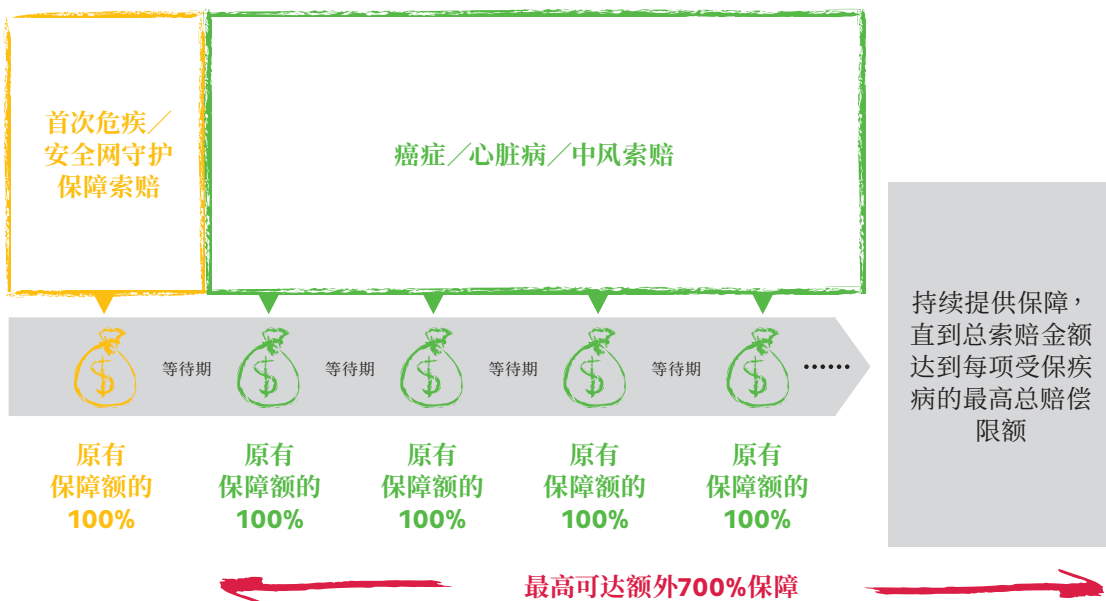 首次危疾／
安全网守护
保障索赔
癌症／心脏病／中风索赔
$
等待期
$
等待期
$
等待期
$
等待期
$
……
持续提供保障，
直到总索赔金额
达到每项受保疾
病的最高总赔偿
限额
原有
保障额的
100%
原有
保障额的
100%
原有
保障额的
100%
原有
保障额的
100%
原有
保障额的
100%
最高可达额外700%保障